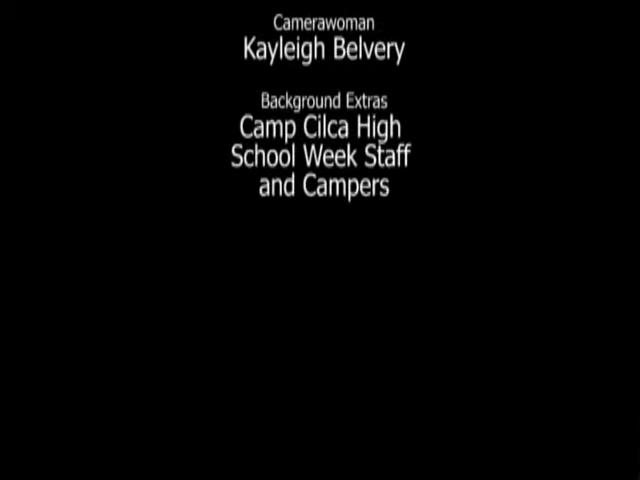 Camerawoman
Kayleigh Belvery
Background Extras
Camp Cilca High
School Week Staff
and Campers